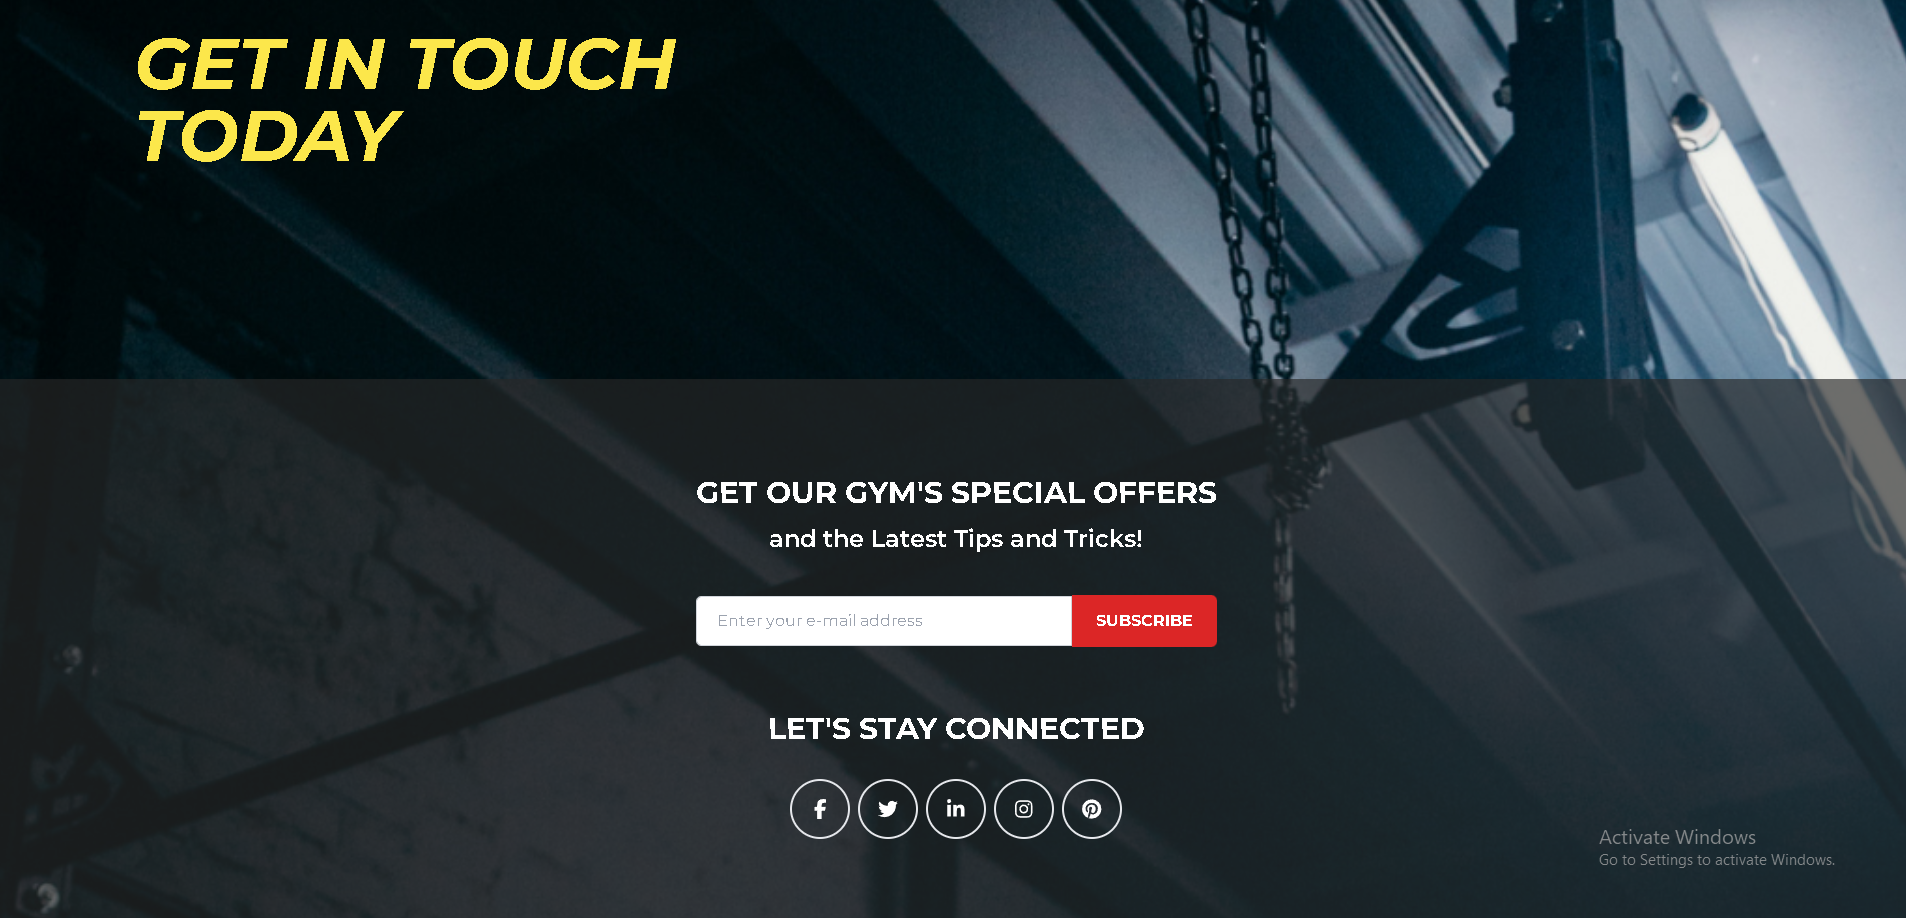 GET IN TOUCH
TODAY
GET OUR GYM'S SPECIAL OFFERS
and the Latest Tips and Tricks!
Enter your e-mail address
SUBSCRIBE
LET'S STAY CONNECTED
Activate Windows
Go to Settings to activate Windows.